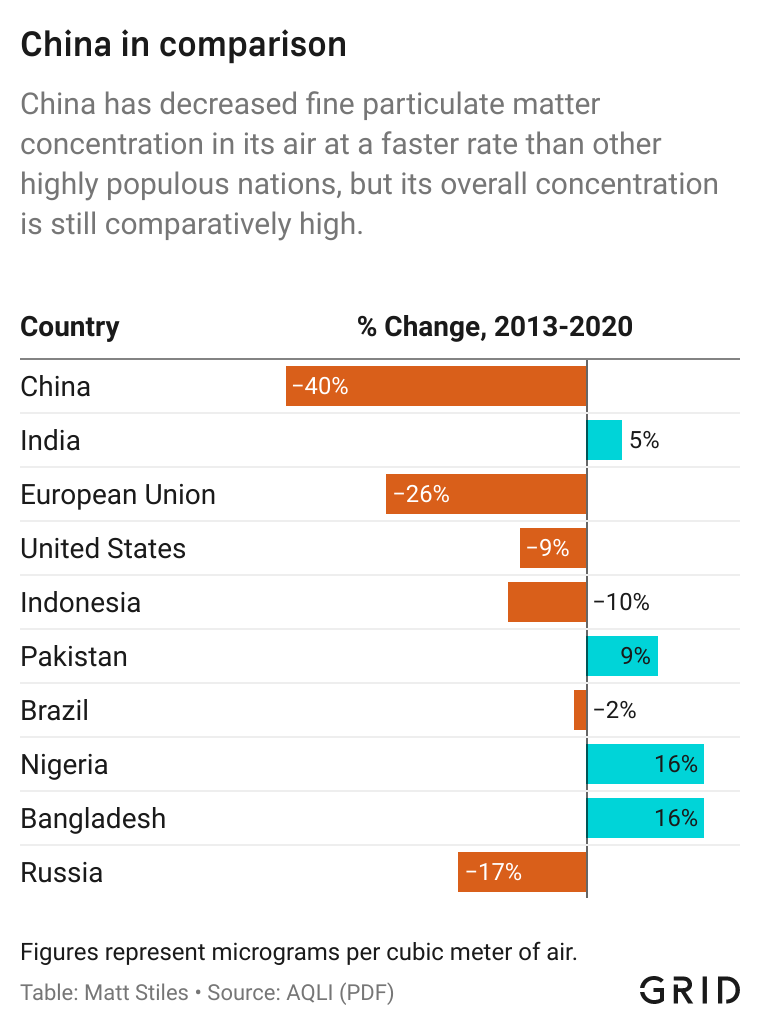 China in comparison
China has decreased fine particulate matter
concentration in its air at a faster rate than other
highly populous nations, but its overall concentration
is still comparatively high.
Country % Change, 2013-2020
China −40%
India 5%
European Union −26%
United States −9%
Indonesia −10%
Pakistan 9%
Brazil −2%
Nigeria 16%
Bangladesh 16%
Russia −17%
Figures represent micrograms per cubic meter of air.
Table: Matt Stiles • Source: AQLI (PDF)
GRID